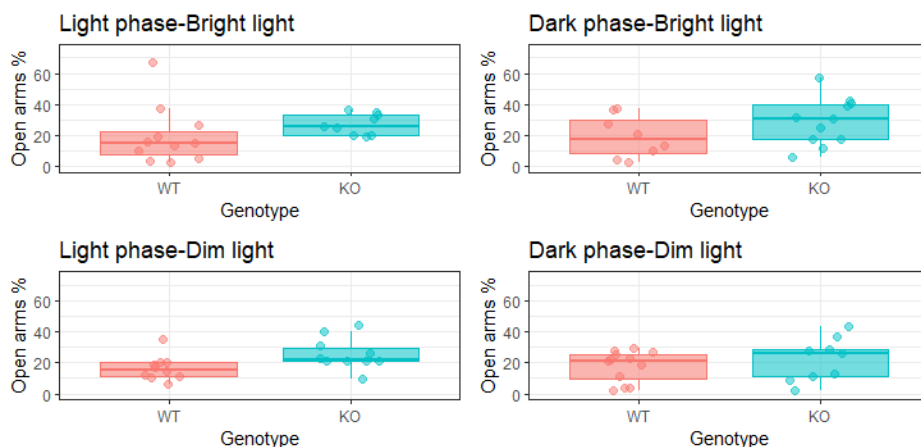 Light phase-Bright light
Open arms %
60
40
20
0
WT KO
Genotype
Dark phase-Bright light
Open arms %
60
40
20
0
WT KO
Genotype
Light phase-Dim light
Open arms %
60
40
20
0
WT KO
Genotype
Dark phase-Dim light
Open arms %
60
40
20
0
WT KO
Genotype